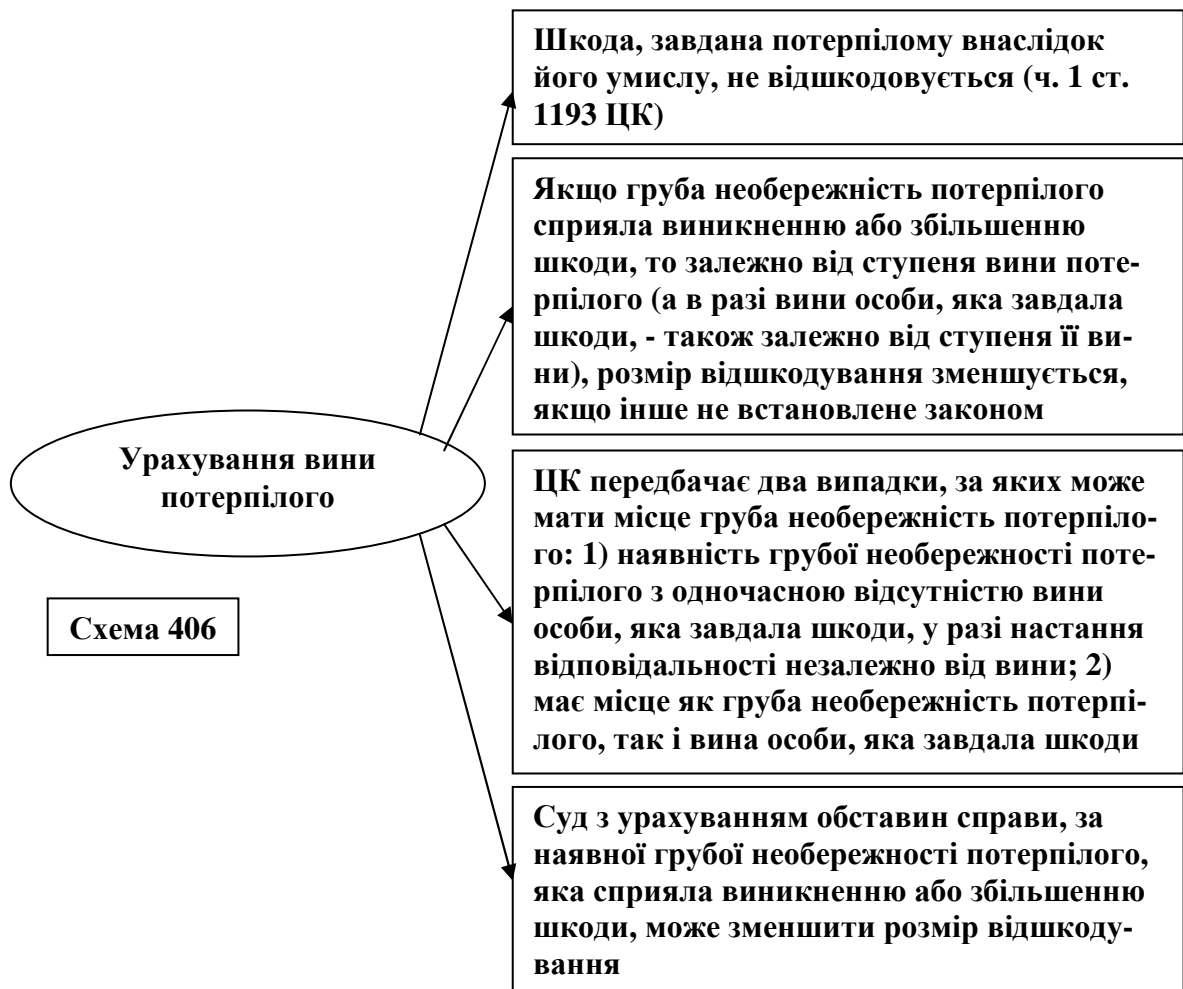 Шкода, завдана потерпілому внаслідок
його умислу, не відшкодовується (ч. 1 ст.
1193 ЦК)
Якщо груба необережність потерпілого
сприяла виникненню або збільшенню
шкоди, то залежно від ступеня вини поте-
рпілого (а в разі вини особи, яка завдала
шкоди, - також залежно від ступеня її ви-
ни), розмір відшкодування зменшується,
якщо інше не встановлене законом
Урахування вини
потерпілого
ЦК передбачає два випадки, за яких може
мати місце груба необережність потерпіло-
го: 1) наявність грубої необережності поте-
рпілого з одночасною відсутністю вини
особи, яка завдала шкоди, у разі настання
відповідальності незалежно від вини; 2)
має місце як груба необережність потерпі-
лого, так і вина особи, яка завдала шкоди
Схема 406
Суд з урахуванням обставин справи, за
наявної грубої необережності потерпілого,
яка сприяла виникненню або збільшенню
шкоди, може зменшити розмір відшкоду-
вання